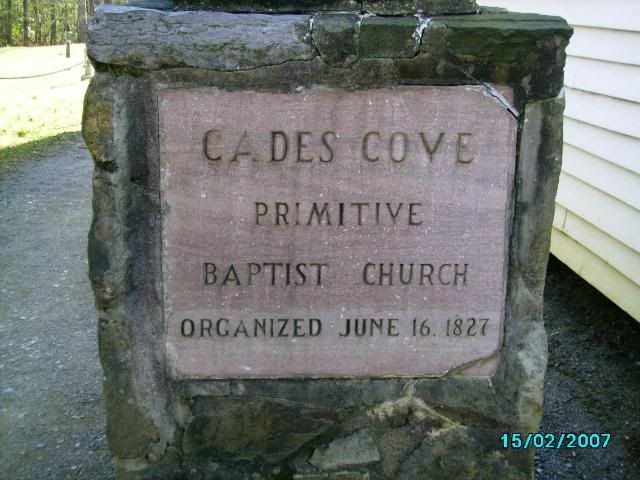 CADES COVE
PRIMITIVE
BAPTIST CHURCH
ORGANIZED JUNE 16. 1827
15/02/2007